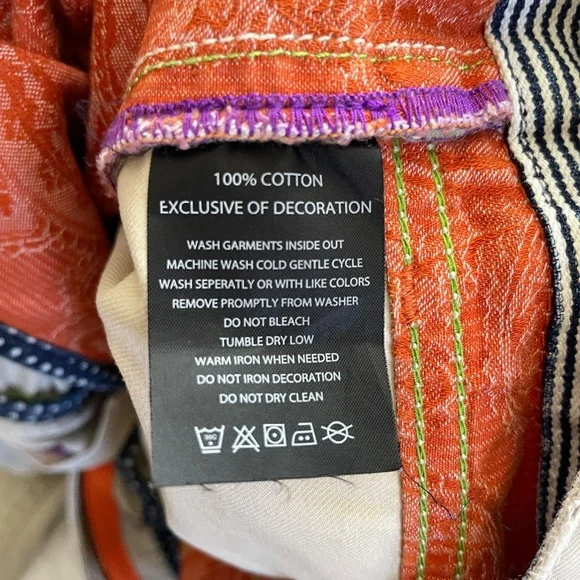 100% COTTON
EXCLUSIVE OF DECORATION
WASH GARMENTS INSIDE OUT
MACHINE WASH COLD GENTLE CYCLE
WASH SEPERATLY OR WITH LIKE COLORS
REMOVE PROMPTLY FROM WASHER
DO NOT BLEACH
TUMBLE DRY LOW
WARM IRON WHEN NEEDED
DO NOT IRON DECORATION
DO NOT DRY CLEAN